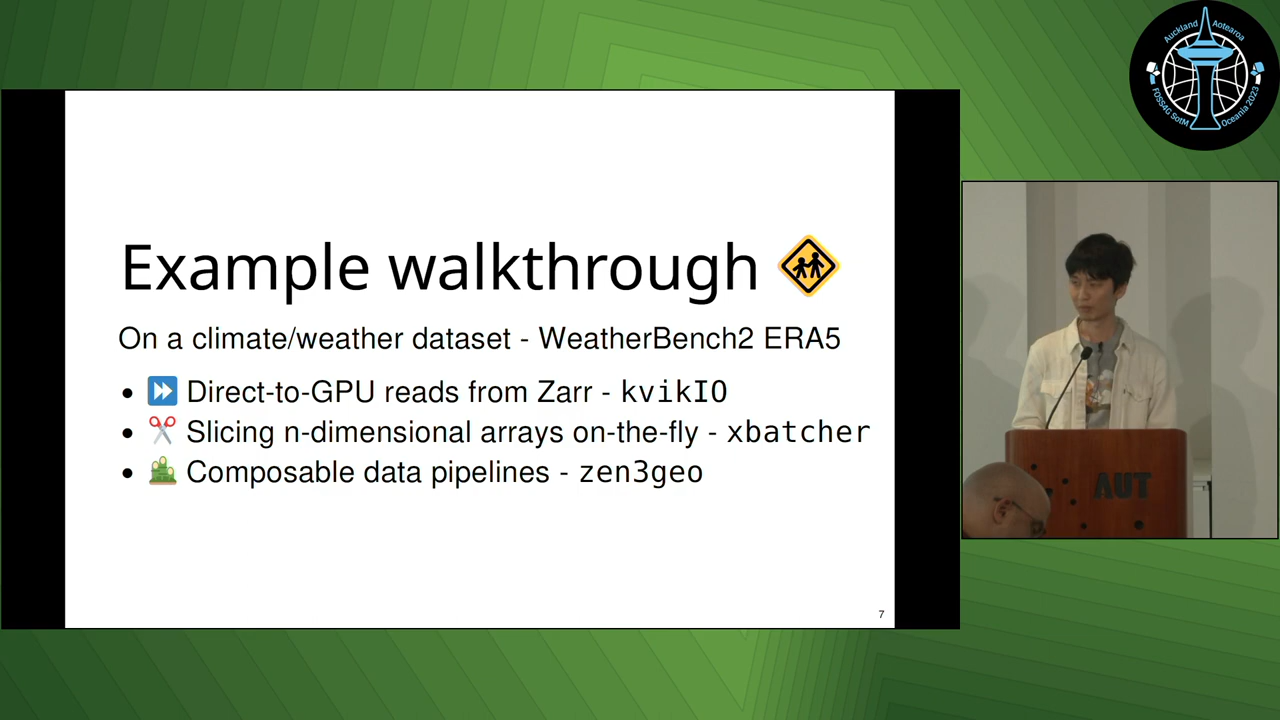 Example walkthrough
On a climate/weather dataset - WeatherBench2 ERA5
• Direct-to-GPU reads from Zarr - kvikIO
• Slicing n-dimensional arrays on-the-fly - xbatcher
• Composable data pipelines - zen3geo
7
Auckland Aotearoa
FOSS4G SotM Oceania 2023
AUT